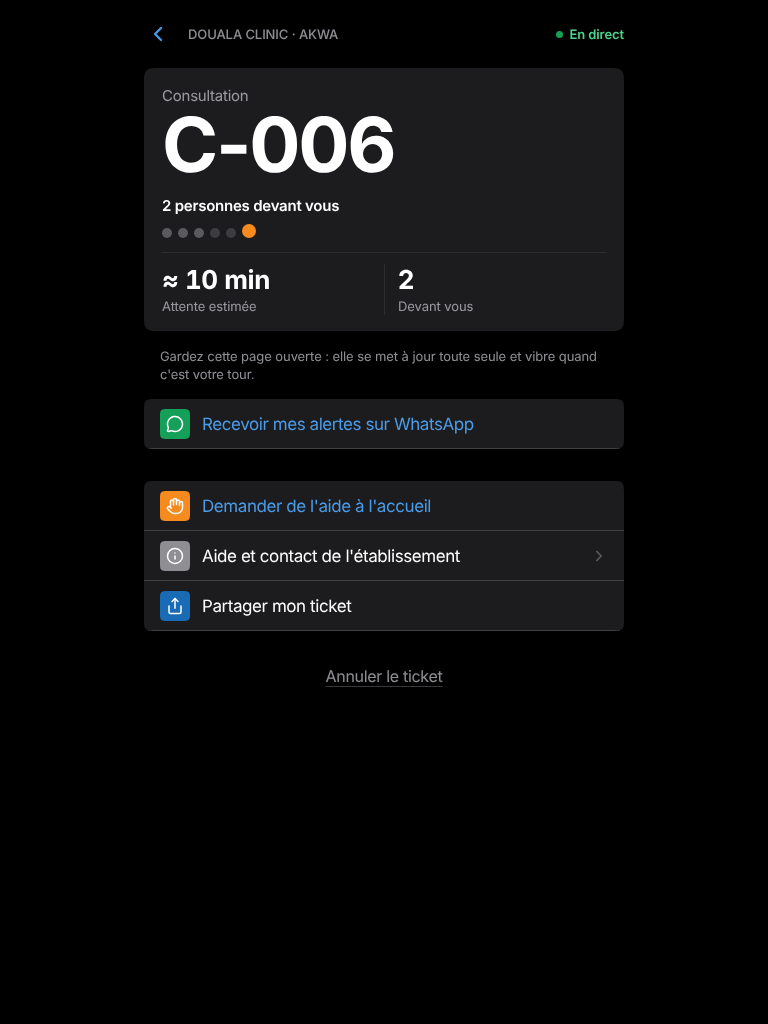 DOUALA CLINIC · AKWA
En direct
Consultation
C-006
2 personnes devant vous
≈ 10 min
Attente estimée
2
Devant vous
Gardez cette page ouverte : elle se met à jour toute seule et vibre quand
c'est votre tour.
Recevoir mes alertes sur WhatsApp
Demander de l'aide à l'accueil
Aide et contact de l'établissement
Partager mon ticket
Annuler le ticket